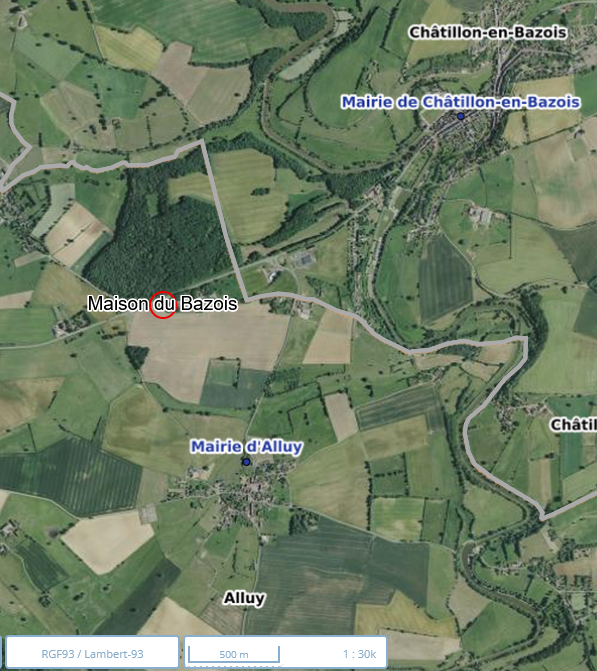 Châtillon-en-Bazois
Mairie de Châtillon-en-Bazois
Maison du Bazois
Châtil
Mairie d'Alluy
Alluy
RGF93 / Lambert-93
500 m
1 : 30k